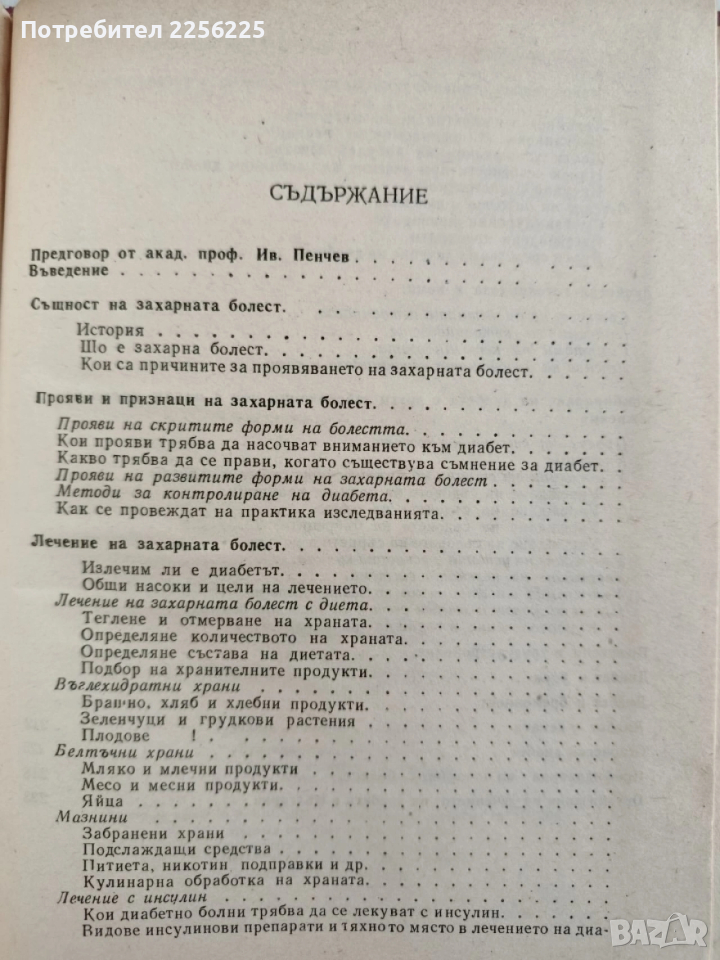 Потребител 2256225
СЪДЪРЖАНИЕ
Предговор от акад. проф. Ив. Пенчев
Въведение
Същност на захарната болест.
История
Що е захарна болест.
Кои са причините за проявяването на захарната болест.
Прояви и признаци на захарната болест.
Прояви на скритите форми на болестта.
Кои прояви трябва да насочват вниманието към диабет.
Какво трябва да се прави, когато съществува съмнение за диабет.
Прояви на развитите форми на захарната болест
Методи за контролиране на диабета.
Как се провеждат на практика изследванията.
Лечение на захарната болест.
Излечим ли е диабетът.
Общи насоки и цели на лечението.
Лечение на захарната болест с диета.
Теглене и отмерване на храната.
Определяне количеството на храната.
Определяне състава на диетата.
Подбор на хранителните продукти.
Въглехидратни храни
Брашно, хляб и хлебни продукти.
Зеленчуци и грудкови растения
Плодове !
Белтъчни храни
Мляко и млечни продукти
Месо и месни продукти.
Яйца
Мазнини
Забранени храни
Подслаждащи средства
Питиета, никотин подправки и др.
Кулинарна обработка на храната.
Лечение с инсулин
Кои диабетно болни трябва да се лекуват с инсулин.
Видове инсулинови препарати и тяхното място в лечението на диа-
BAZAR